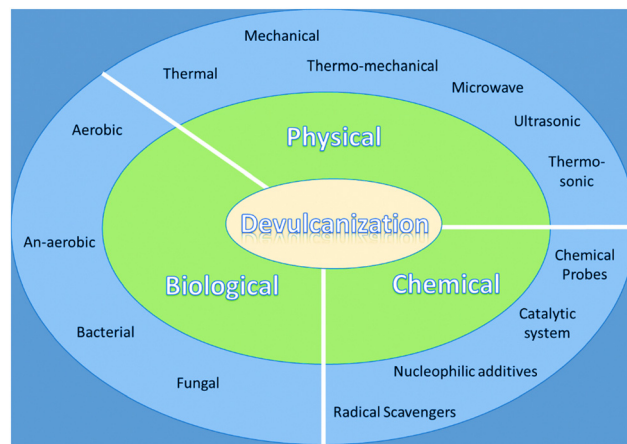 Mechanical
Thermal
Thermo-mechanical
Microwave
Ultrasonic
Thermo-
sonic
Aerobic
An-aerobic
Bacterial
Fungal
Physical
Devulcanization
Biological
Chemical
Chemical
Probes
Catalytic
system
Nucleophilic additives
Radical Scavengers